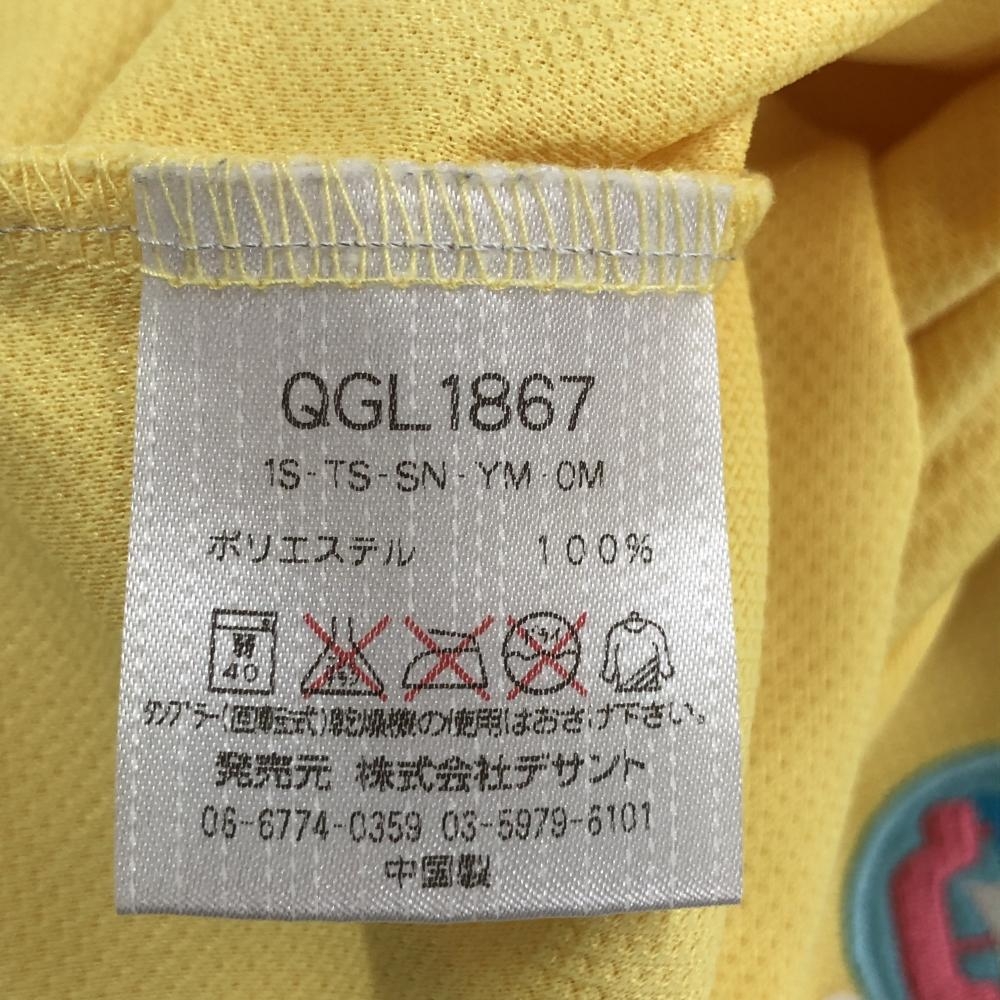 QGL1867
1S-TS-SN-YM-0M
ポリエステル 100%
弱 40
タンブラー(回転式)乾燥機の使用はおさけ下さい。
発売元 株式会社デサント
06-6774-0359 03-5979-6101
中国製